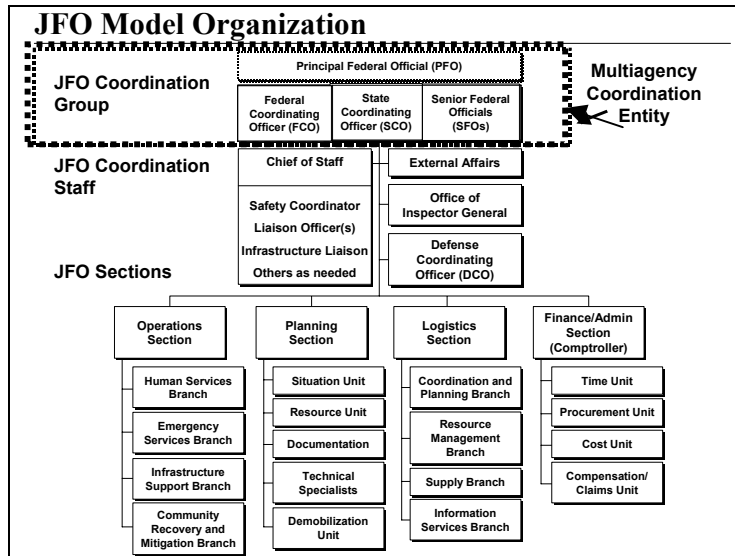 JFO Model Organization
Principal Federal Official (PFO)
JFO Coordination
Group
Federal
Coordinating
Officer (FCO)
State
Coordinating
Officer (SCO)
Senior Federal
Officials
(SFOs)
Multiagency
Coordination
Entity
JFO Coordination
Staff
Chief of Staff
Safety Coordinator
Liaison Officer(s)
Infrastructure Liaison
Others as needed
External Affairs
Office of
Inspector General
Defense
Coordinating
Officer (DCO)
JFO Sections
Operations
Section
Human Services
Branch
Emergency
Services Branch
Infrastructure
Support Branch
Community
Recovery and
Mitigation Branch
Planning
Section
Situation Unit
Resource Unit
Documentation
Technical
Specialists
Demobilization
Unit
Logistics
Section
Coordination and
Planning Branch
Resource
Management
Branch
Supply Branch
Information
Services Branch
Finance/Admin
Section
(Comptroller)
Time Unit
Procurement Unit
Cost Unit
Compensation/
Claims Unit